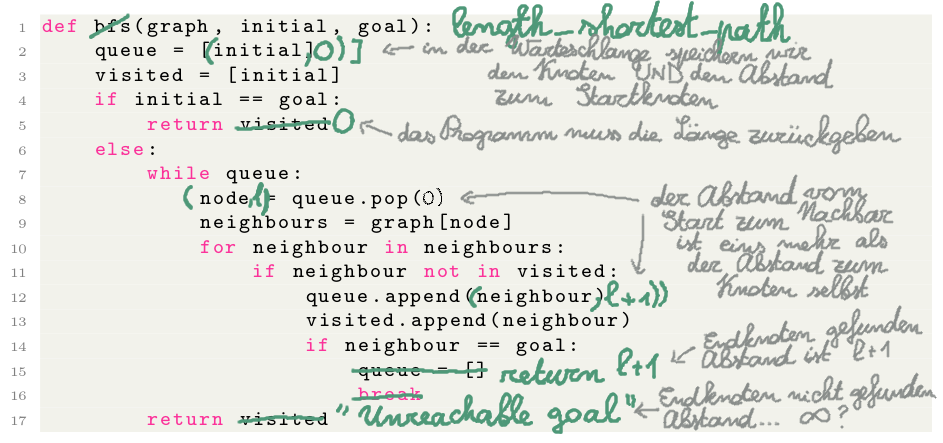 1 def bfs(graph, initial, goal): length_shortest_path
2 queue = [(initial,0)] ← in der Warteschlange speichern wir
3 visited = [initial] den Knoten UND den Abstand
4 if initial == goal: zum Startknoten
5 return visited 0 ← das Programm muss die Länge zurückgeben
6 else:
7 while queue:
8 (node,l) = queue.pop(0) ← der Abstand vom
9 neighbours = graph[node] Start zum Nachbar
10 for neighbour in neighbours: ist eins mehr als
11 if neighbour not in visited: der Abstand zum
12 queue.append((neighbour,l+1)) Knoten selbst
13 visited.append(neighbour)
14 if neighbour == goal: Endknoten gefunden
15 queue = [] return l+1 ← Abstand ist l+1
16 break Endknoten nicht gefunden
17 return visited "Unreachable goal" ← Abstand... ∞?